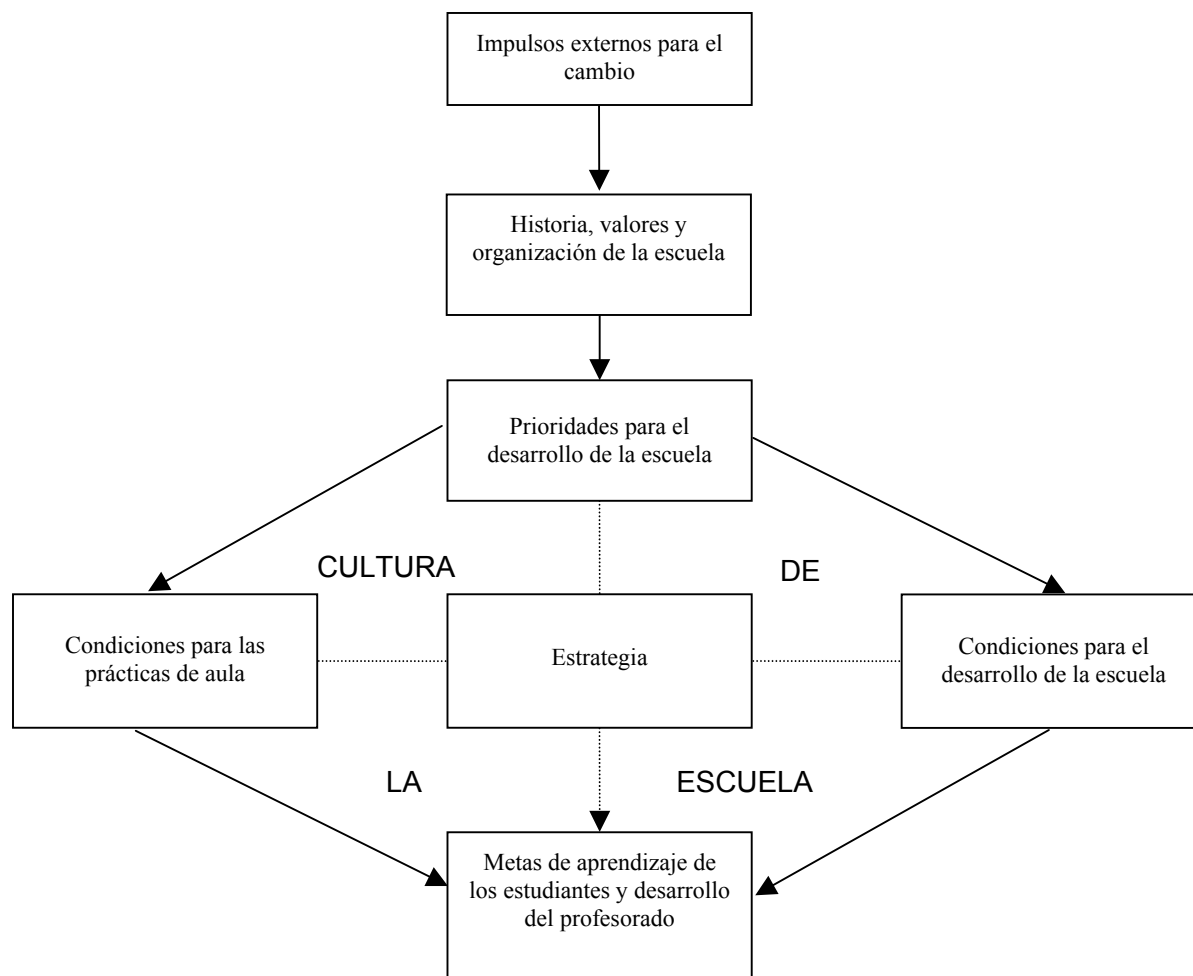 Impulsos externos para el
cambio
Historia, valores y
organización de la escuela
Prioridades para el
desarrollo de la escuela
CULTURA
DE
Condiciones para las
prácticas de aula
Estrategia
Condiciones para el
desarrollo de la escuela
LA
ESCUELA
Metas de aprendizaje de
los estudiantes y desarrollo
del profesorado